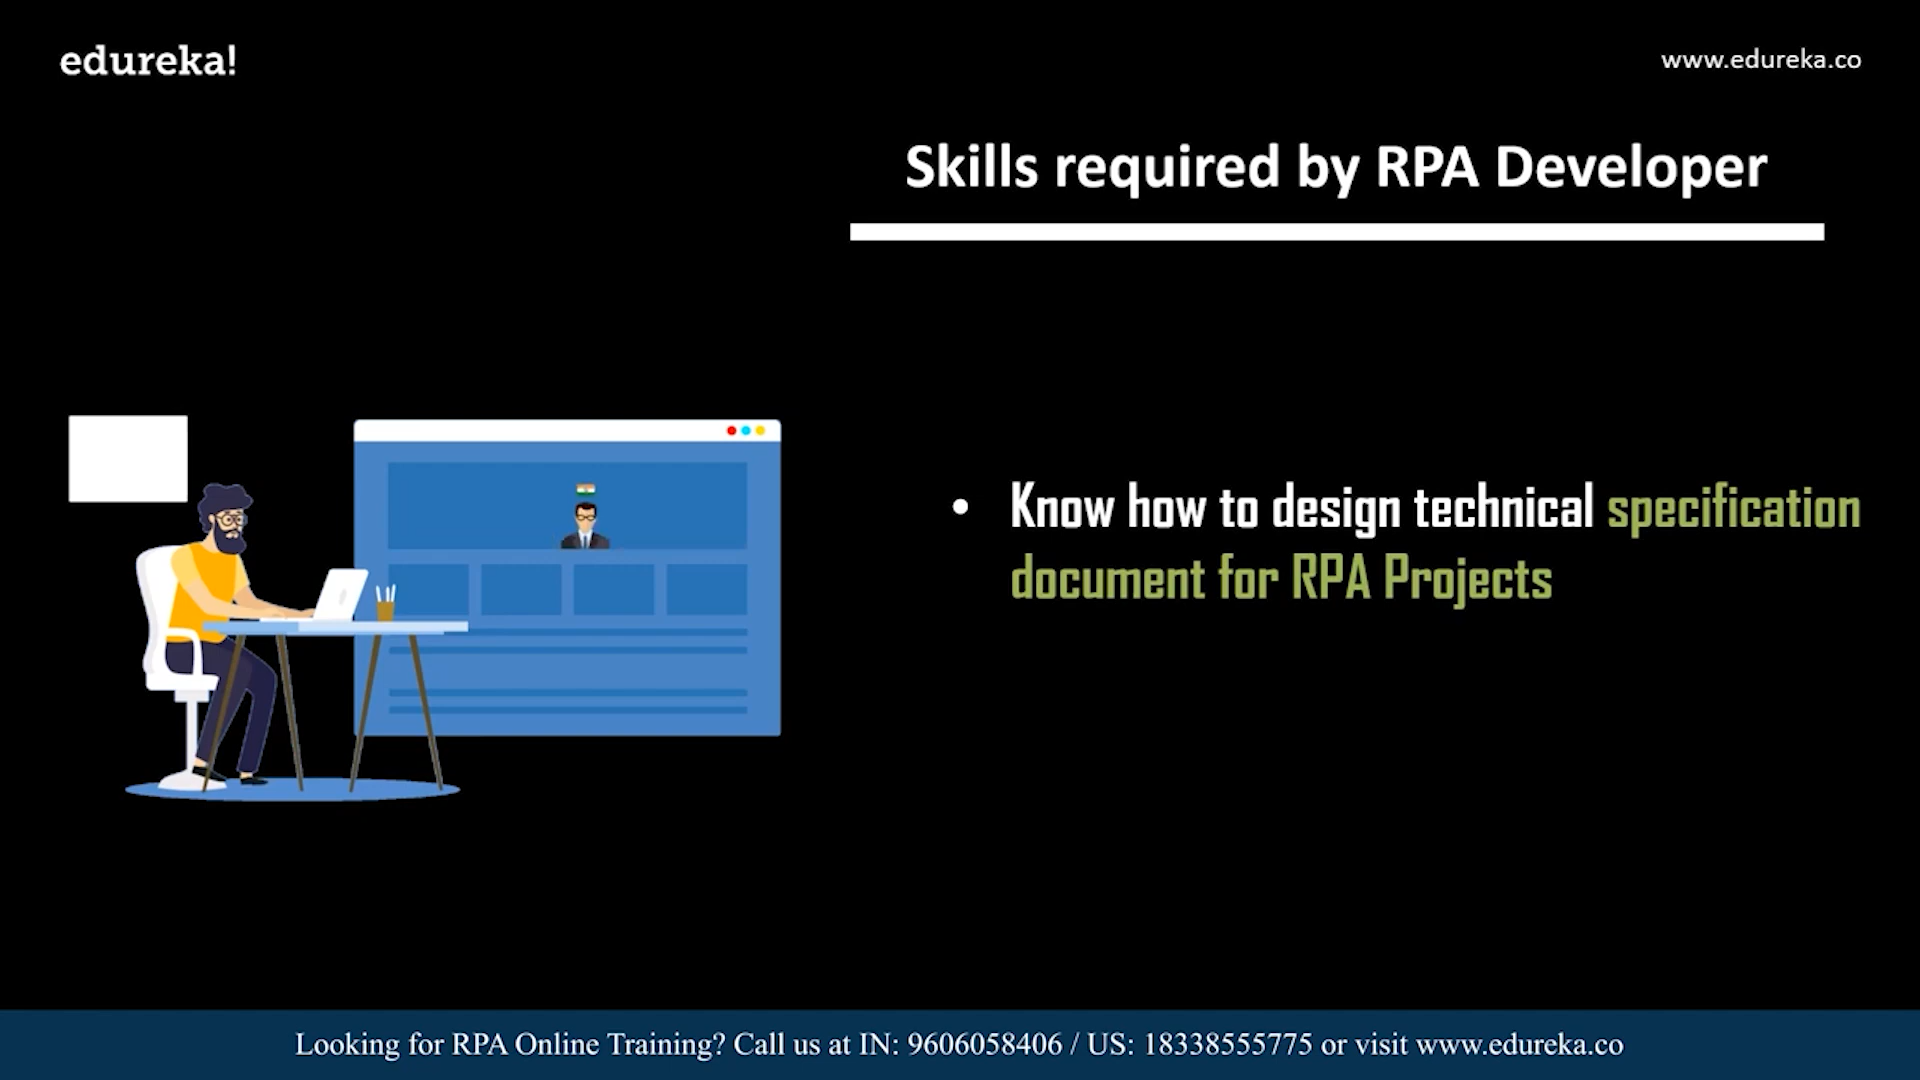 edureka!
www.edureka.co
Skills required by RPA Developer
• Know how to design technical specification
document for RPA Projects
Looking for RPA Online Training? Call us at IN: 9606058406 / US: 18338555775 or visit www.edureka.co